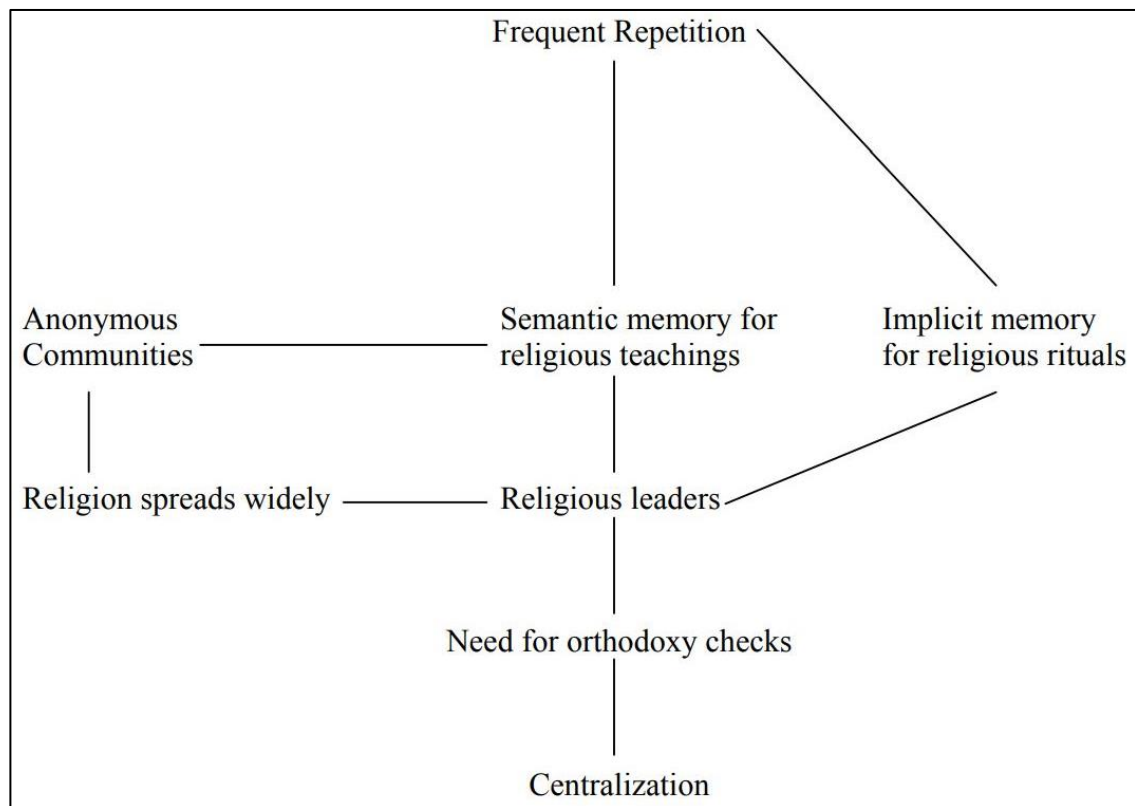 Frequent Repetition
Anonymous
Communities
Semantic memory for
religious teachings
Implicit memory
for religious rituals
Religion spreads widely
Religious leaders
Need for orthodoxy checks
Centralization